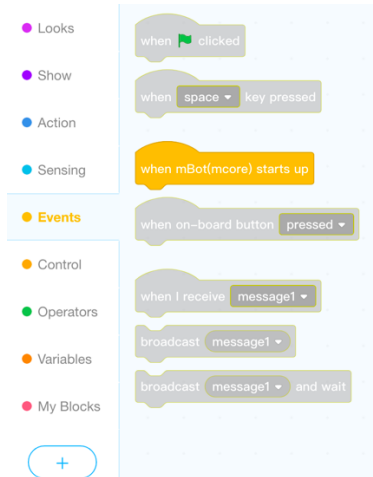 Looks
Show
Action
Sensing
Events
Control
Operators
Variables
My Blocks
+
when clicked
when space key pressed
when mBot(mcore) starts up
when on-board button pressed
when I receive message1
broadcast message1
broadcast message1 and wait